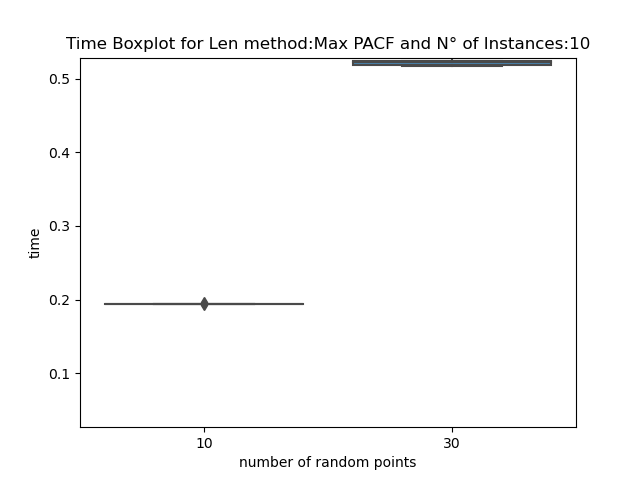 Time Boxplot for Len method:Max PACF and N° of Instances:10
0.5
0.4
0.3
0.2
0.1
time
10 30
number of random points